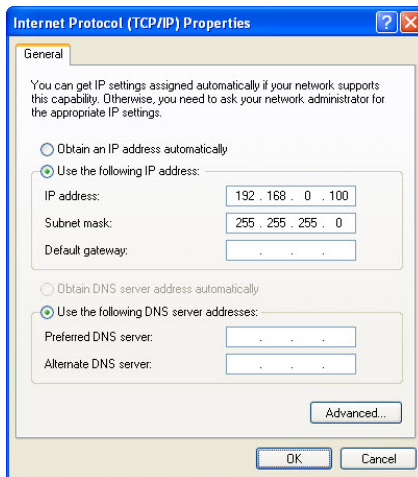 Internet Protocol (TCP/IP) Properties
General
You can get IP settings assigned automatically if your network supports
this capability. Otherwise, you need to ask your network administrator for
the appropriate IP settings.
Obtain an IP address automatically
Use the following IP address:
IP address: 192 . 168 . 0 . 100
Subnet mask: 255 . 255 . 255 . 0
Default gateway: . . .
Obtain DNS server address automatically
Use the following DNS server addresses:
Preferred DNS server: . . .
Alternate DNS server: . . .
Advanced...
OK Cancel